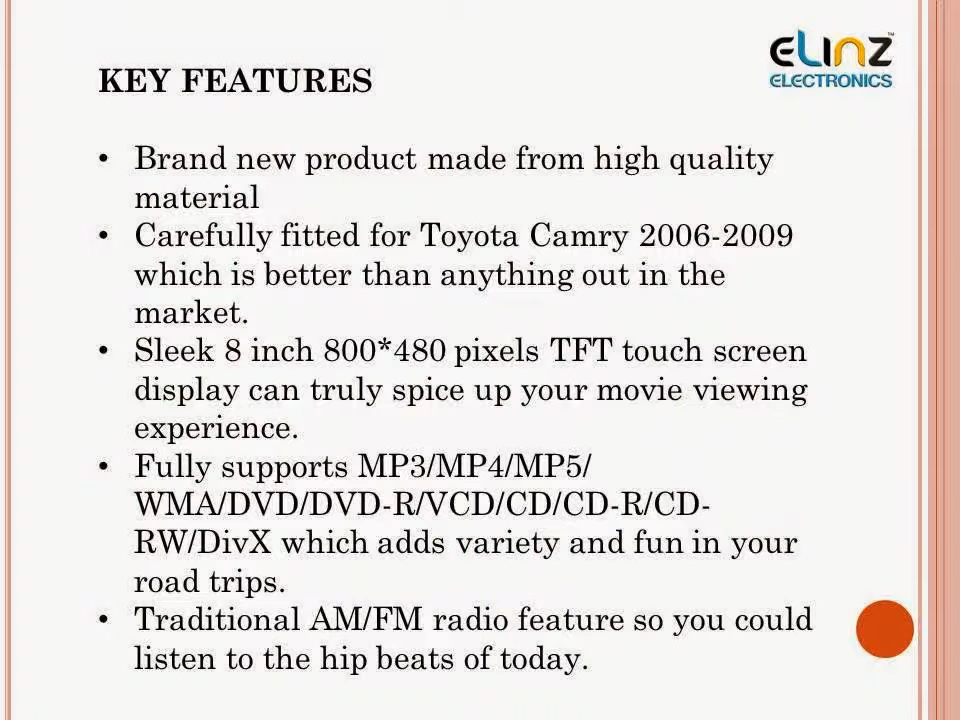 eLinz™
ELECTRONICS
KEY FEATURES
• Brand new product made from high quality
material
• Carefully fitted for Toyota Camry 2006-2009
which is better than anything out in the
market.
• Sleek 8 inch 800*480 pixels TFT touch screen
display can truly spice up your movie viewing
experience.
• Fully supports MP3/MP4/MP5/
WMA/DVD/DVD-R/VCD/CD/CD-R/CD-
RW/DivX which adds variety and fun in your
road trips.
• Traditional AM/FM radio feature so you could
listen to the hip beats of today.